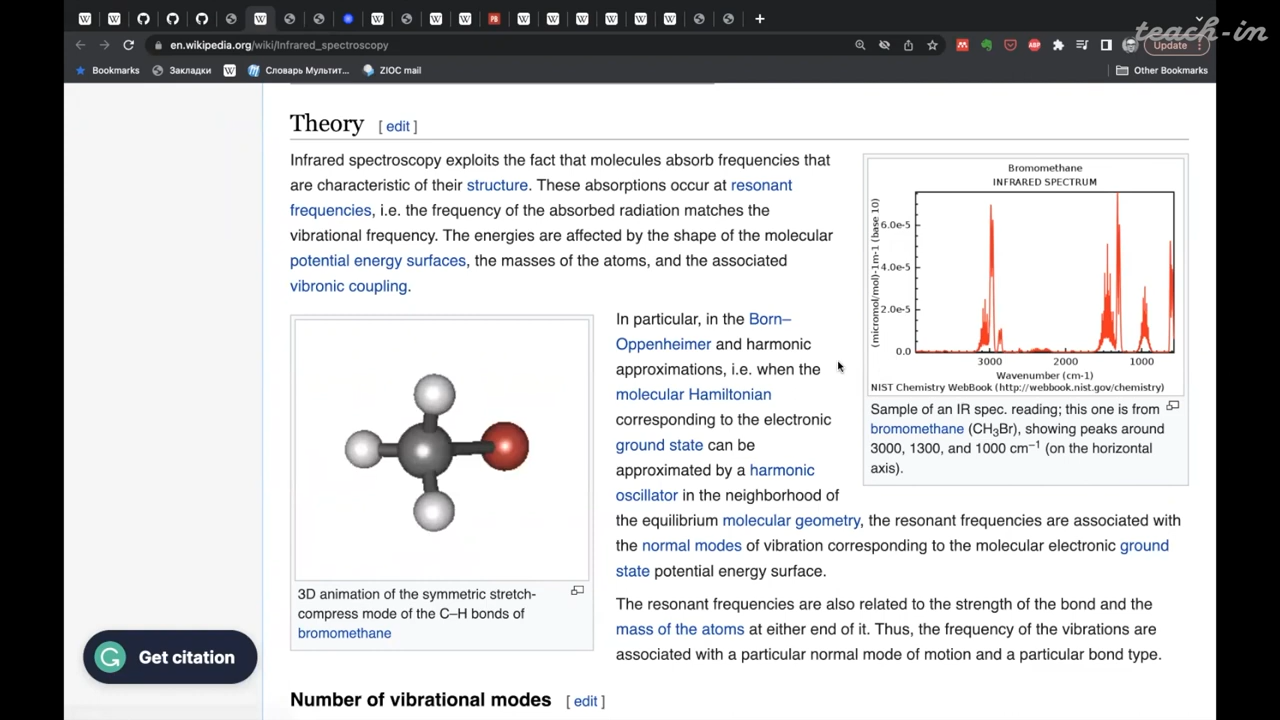 teach-in
en.wikipedia.org/wiki/Infrared_spectroscopy
Update
Bookmarks
Закладки
Словарь Мультит...
ZIOC mail
Other Bookmarks
Theory [ edit ]
Infrared spectroscopy exploits the fact that molecules absorb frequencies that
are characteristic of their structure. These absorptions occur at resonant
frequencies, i.e. the frequency of the absorbed radiation matches the
vibrational frequency. The energies are affected by the shape of the molecular
potential energy surfaces, the masses of the atoms, and the associated
vibronic coupling.
Bromomethane
INFRARED SPECTRUM
(micromol/mol)-1m-1 (base 10)
6.0e-5
4.0e-5
2.0e-5
0.0
3000 2000 1000
Wavenumber (cm-1)
NIST Chemistry WebBook (http://webbook.nist.gov/chemistry)
Sample of an IR spec. reading; this one is from
bromomethane (CH₃Br), showing peaks around
3000, 1300, and 1000 cm⁻¹ (on the horizontal
axis).
3D animation of the symmetric stretch-
compress mode of the C–H bonds of
bromomethane
In particular, in the Born–
Oppenheimer and harmonic
approximations, i.e. when the
molecular Hamiltonian
corresponding to the electronic
ground state can be
approximated by a harmonic
oscillator in the neighborhood of
the equilibrium molecular geometry, the resonant frequencies are associated with
the normal modes of vibration corresponding to the molecular electronic ground
state potential energy surface.
The resonant frequencies are also related to the strength of the bond and the
mass of the atoms at either end of it. Thus, the frequency of the vibrations are
associated with a particular normal mode of motion and a particular bond type.
Get citation
Number of vibrational modes [ edit ]